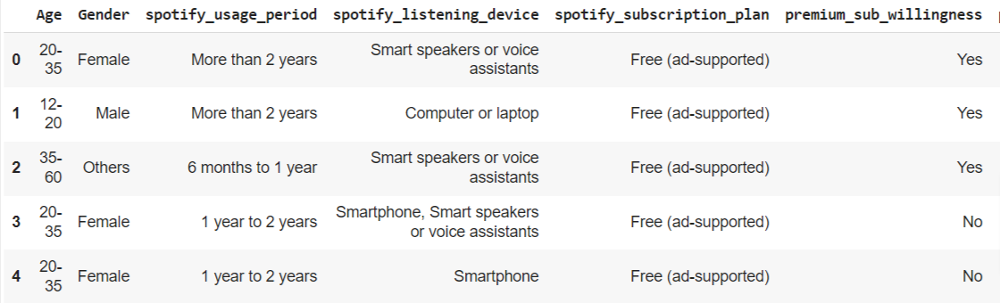 Age Gender spotify_usage_period spotify_listening_device spotify_subscription_plan premium_sub_willingness
0 20-35 Female More than 2 years Smart speakers or voice assistants Free (ad-supported) Yes
1 12-20 Male More than 2 years Computer or laptop Free (ad-supported) Yes
2 35-60 Others 6 months to 1 year Smart speakers or voice assistants Free (ad-supported) Yes
3 20-35 Female 1 year to 2 years Smartphone, Smart speakers or voice assistants Free (ad-supported) No
4 20-35 Female 1 year to 2 years Smartphone Free (ad-supported) No